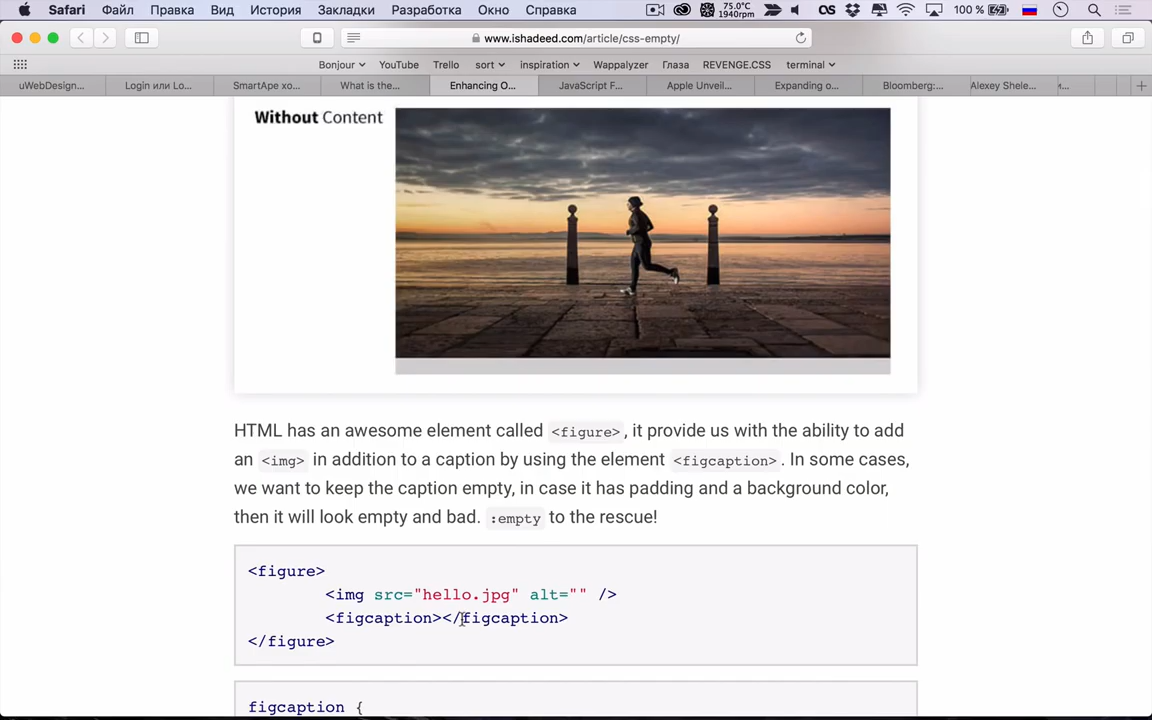 Safari Файл Правка Вид История Закладки Разработка Окно Справка 75.0°C 1940rpm 100 %
www.ishadeed.com/article/css-empty/
Bonjour YouTube Trello sort inspiration Wappalyzer Глаза REVENGE.CSS terminal
uWebDesign... Login или Lo... SmartApe хо... What is the... Enhancing O... JavaScript F... Apple Unveil... Expanding o... Bloomberg:... Alexey Shele...
Without Content
HTML has an awesome element called <figure>, it provide us with the ability to add
an <img> in addition to a caption by using the element <figcaption>. In some cases,
we want to keep the caption empty, in case it has padding and a background color,
then it will look empty and bad. :empty to the rescue!
<figure>
<img src="hello.jpg" alt="" />
<figcaption></figcaption>
</figure>
figcaption {